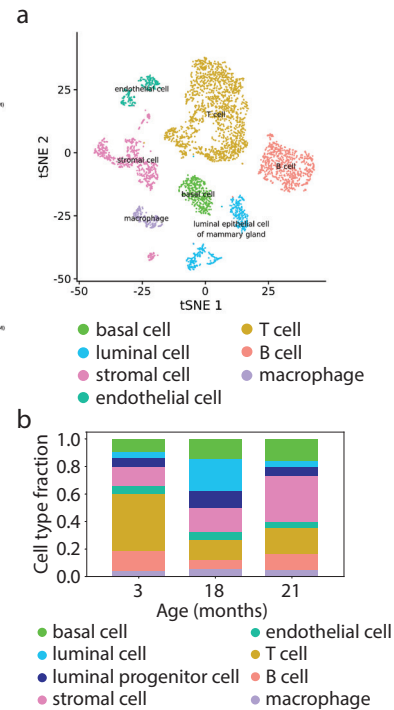 a
endothelial cell
T cell
stromal cell
B cell
basal cell
macrophage
luminal epithelial cell
of mammary gland
tSNE 2
25
0
-25
-50
-50 -25 0 25
tSNE 1
basal cell T cell
luminal cell B cell
stromal cell macrophage
endothelial cell
b
Cell type fraction
1.0
0.8
0.6
0.4
0.2
0.0
3 18 21
Age (months)
basal cell endothelial cell
luminal cell T cell
luminal progenitor cell B cell
stromal cell macrophage